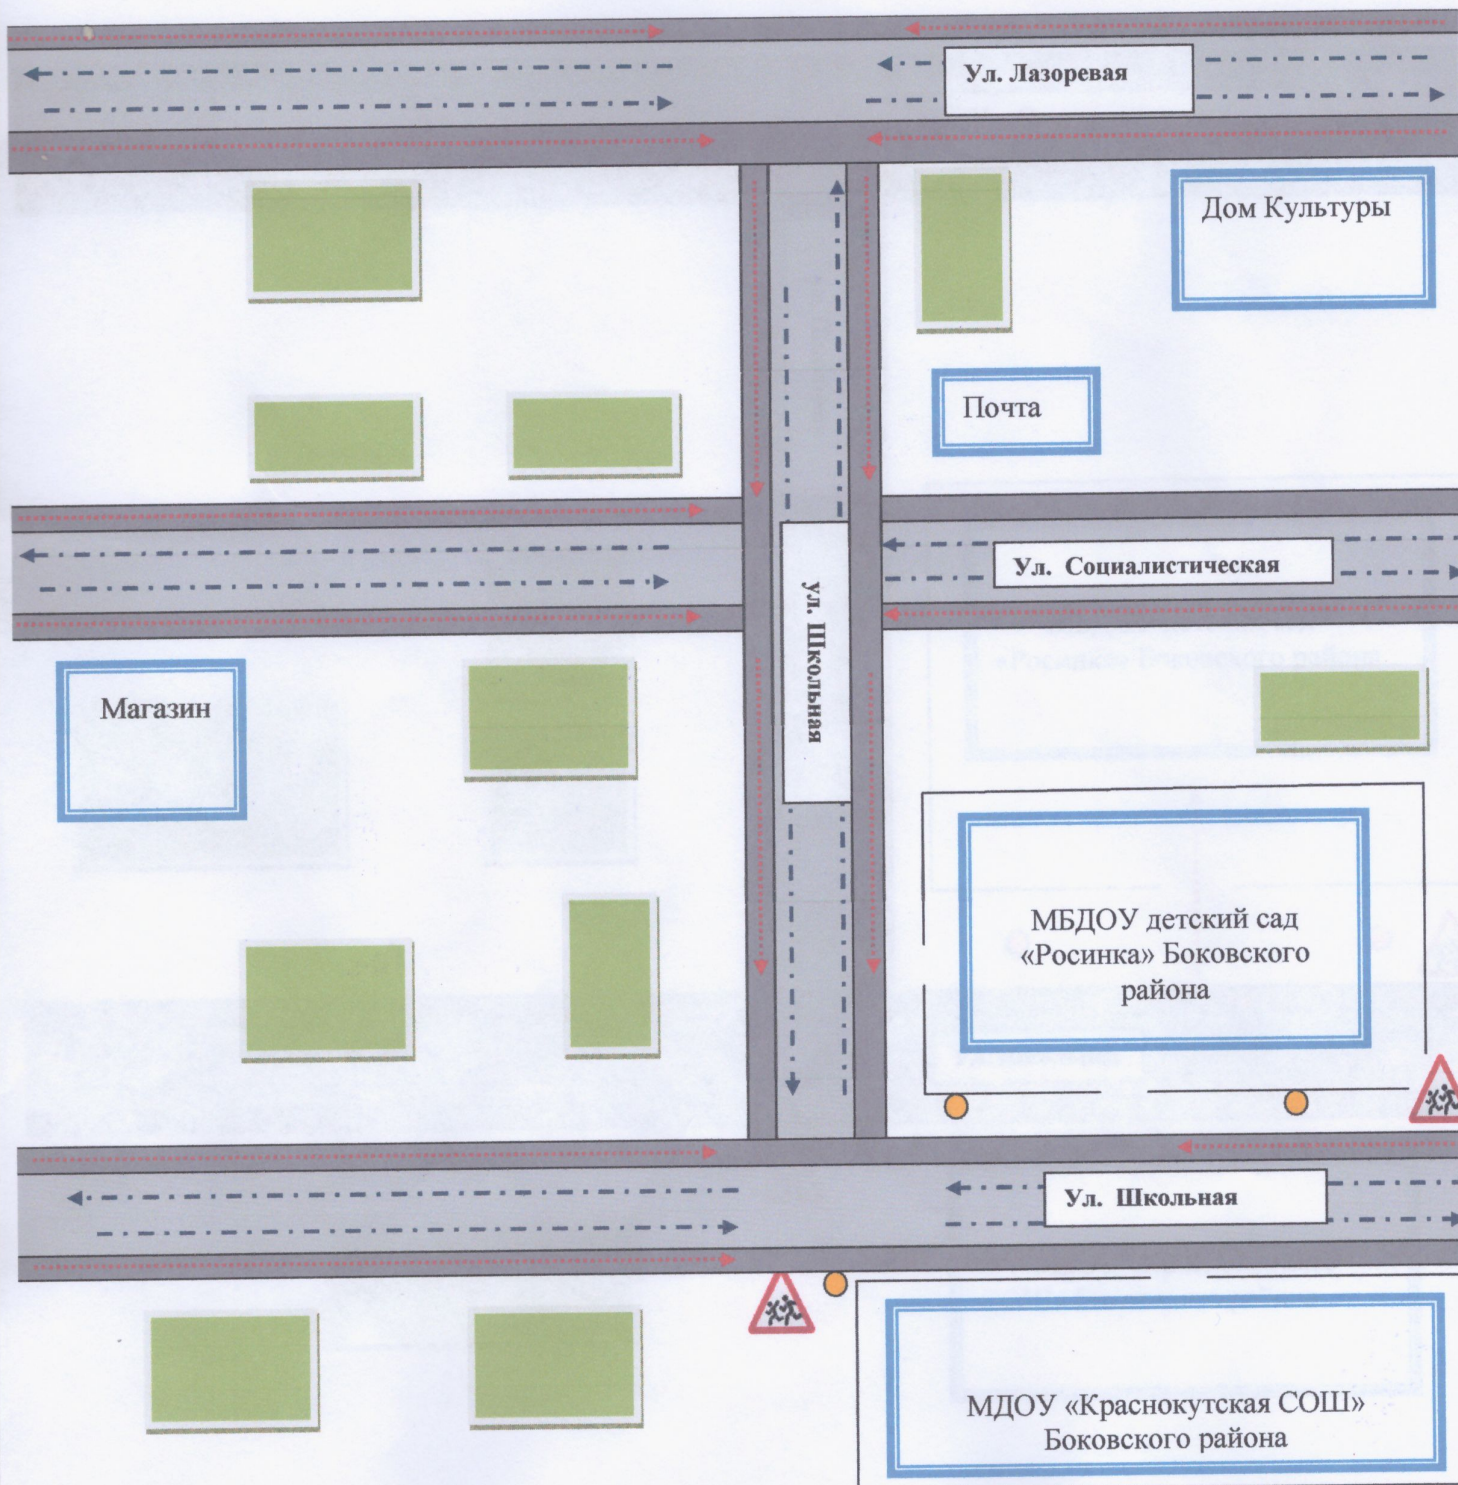 Ул. Лазоревая
Дом Культуры
Почта
Ул. Социалистическая
ул. Школьная
Магазин
МБДОУ детский сад
«Росинка» Боковского
района
Ул. Школьная
МДОУ «Краснокутская СОШ»
Боковского района